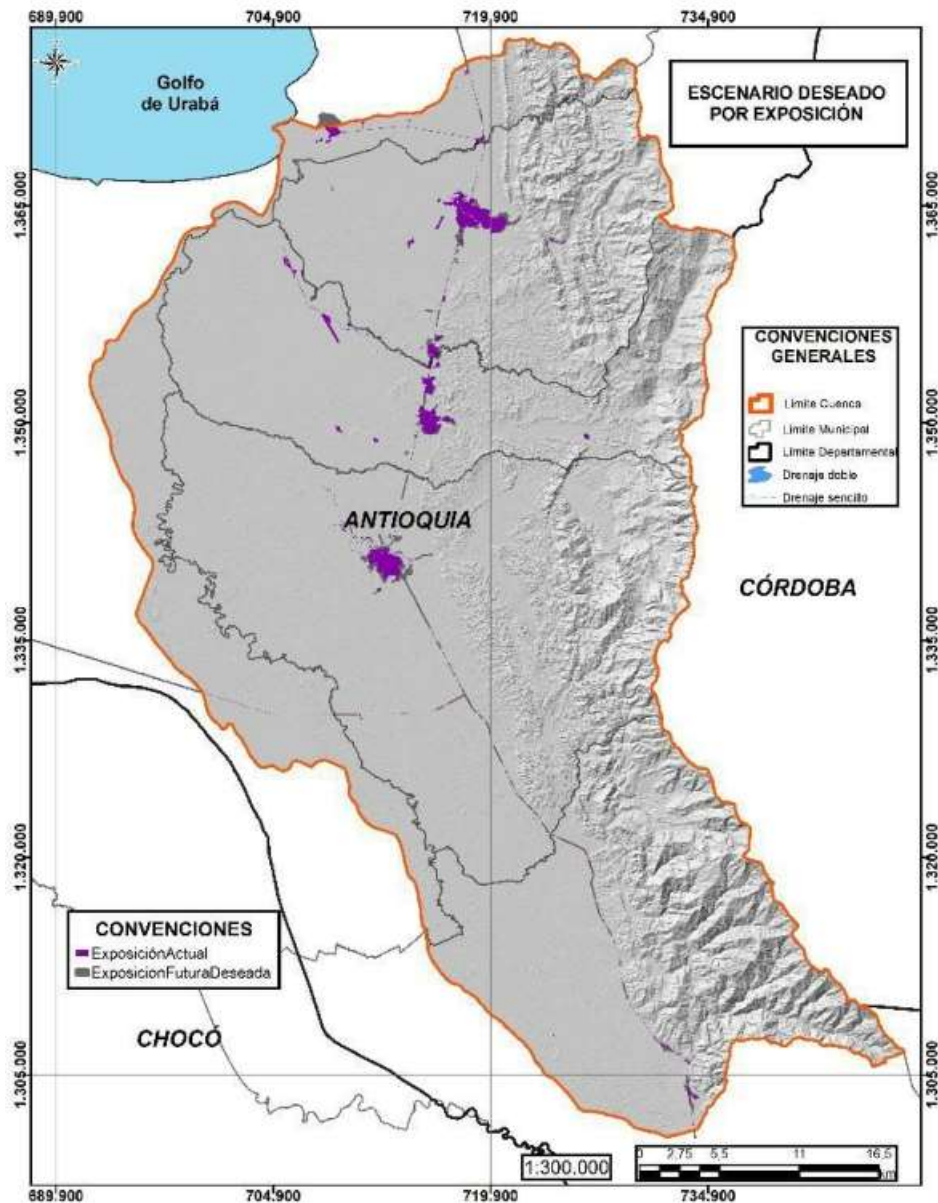 689,900 704,900 719,900 734,900
Golfo
de Urabá
ESCENARIO DESEADO
POR EXPOSICIÓN
1.365.000 1.365.000
CONVENCIONES
GENERALES
Limite Cuenca
Limite Municipal
Limite Departamental
Drenaje doble
Drenaje sencillo
1.350.000 1.350.000
ANTIOQUIA
CÓRDOBA
1.335.000 1.335.000
1.320.000 1.320.000
CONVENCIONES
ExposiciónActual
ExposicionFuturaDeseada
CHOCÓ
1.305.000 1.305.000
1:300.000
0 2,75 5,5 11 16,5
km
689,900 704,900 719,900 734,900